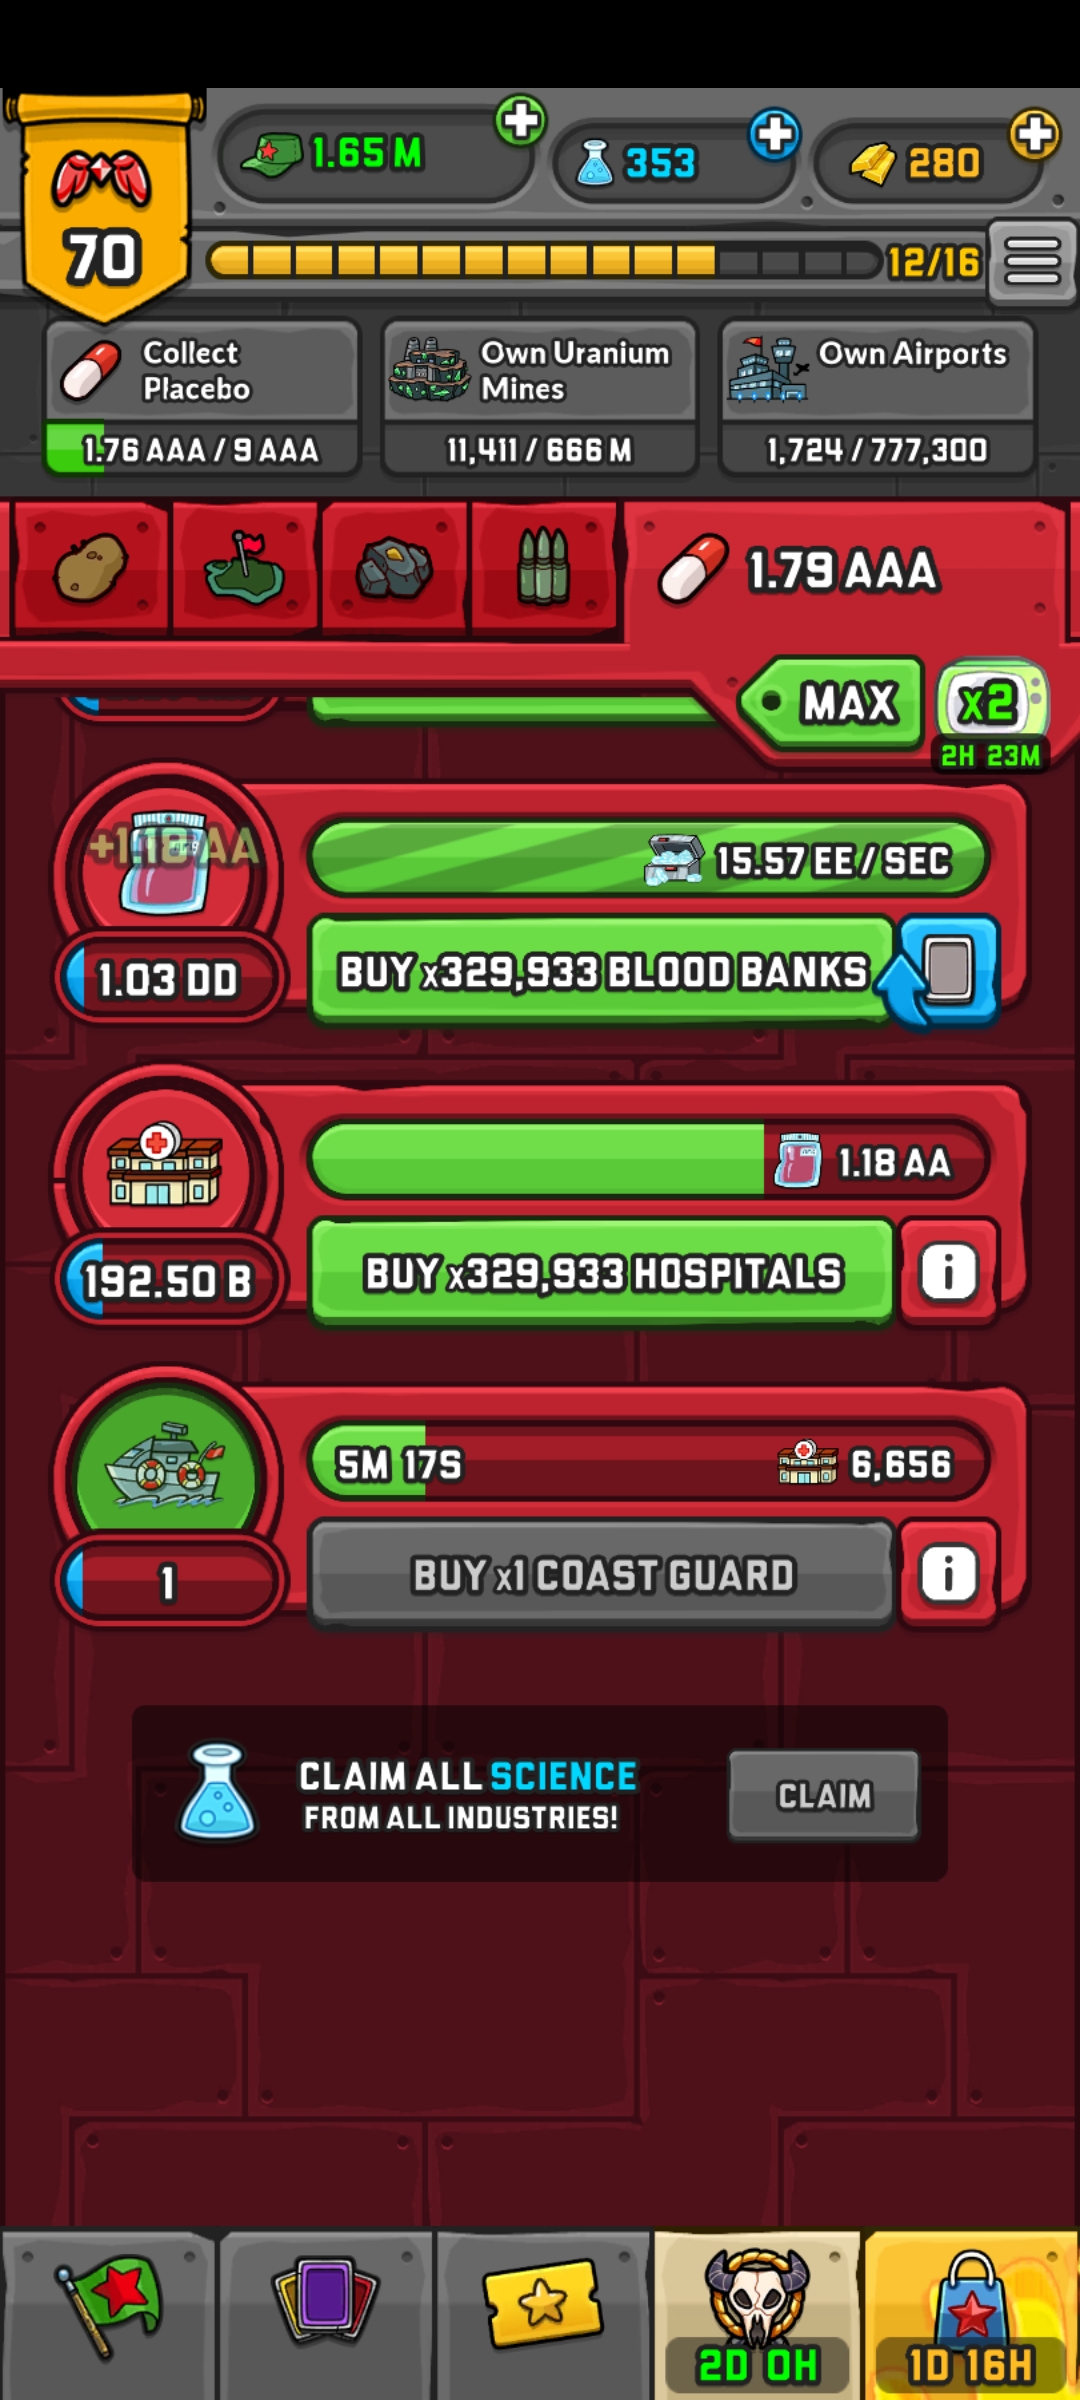 70
1.65 M
353
280
12/16
Collect
Placebo
1.76 AAA / 9 AAA
Own Uranium
Mines
11,411 / 666 M
Own Airports
1,724 / 777,300
1.79 AAA
MAX
x2
2H 23M
+1.18 AA
15.57 EE / SEC
1.03 DD
BUY x329,933 BLOOD BANKS
1.18 AA
192.50 B
BUY x329,933 HOSPITALS
i
5M 17S
6,656
1
BUY x1 COAST GUARD
i
CLAIM ALL SCIENCE
FROM ALL INDUSTRIES!
CLAIM
2D 0H
1D 16H